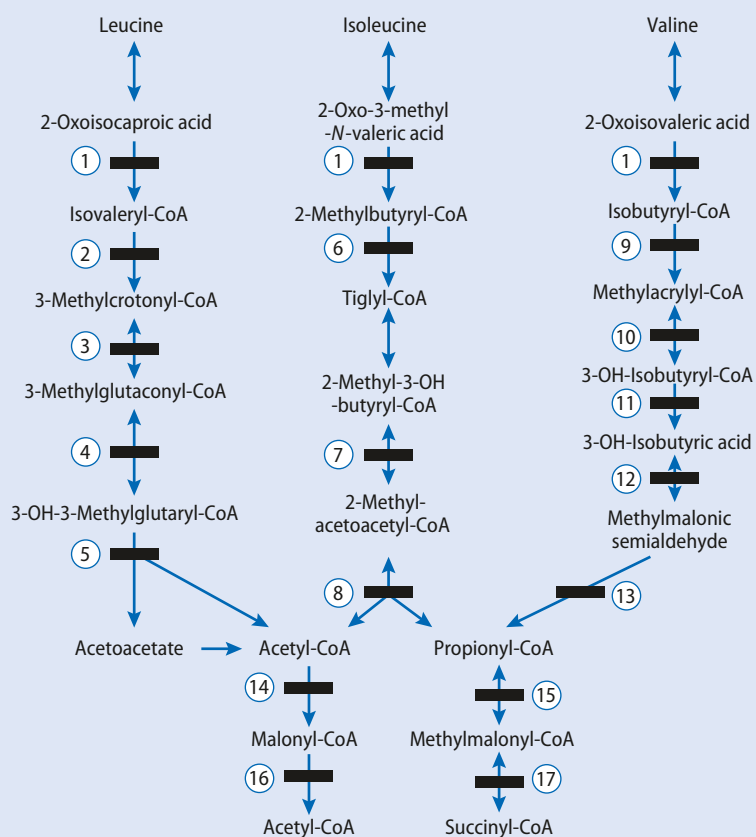 Leucine
Isoleucine
Valine
2-Oxoisocaproic acid
2-Oxo-3-methyl
-N-valeric acid
2-Oxoisovaleric acid
1
1
1
Isovaleryl-CoA
2-Methylbutyryl-CoA
Isobutyryl-CoA
2
6
9
3-Methylcrotonyl-CoA
Tiglyl-CoA
Methylacrylyl-CoA
3
10
3-Methylglutaconyl-CoA
2-Methyl-3-OH
-butyryl-CoA
3-OH-Isobutyryl-CoA
11
4
7
3-OH-Isobutyric acid
12
3-OH-3-Methylglutaryl-CoA
2-Methyl-
acetoacetyl-CoA
Methylmalonic
semialdehyde
5
8
13
Acetoacetate
Acetyl-CoA
Propionyl-CoA
14
15
Malonyl-CoA
Methylmalonyl-CoA
16
17
Acetyl-CoA
Succinyl-CoA